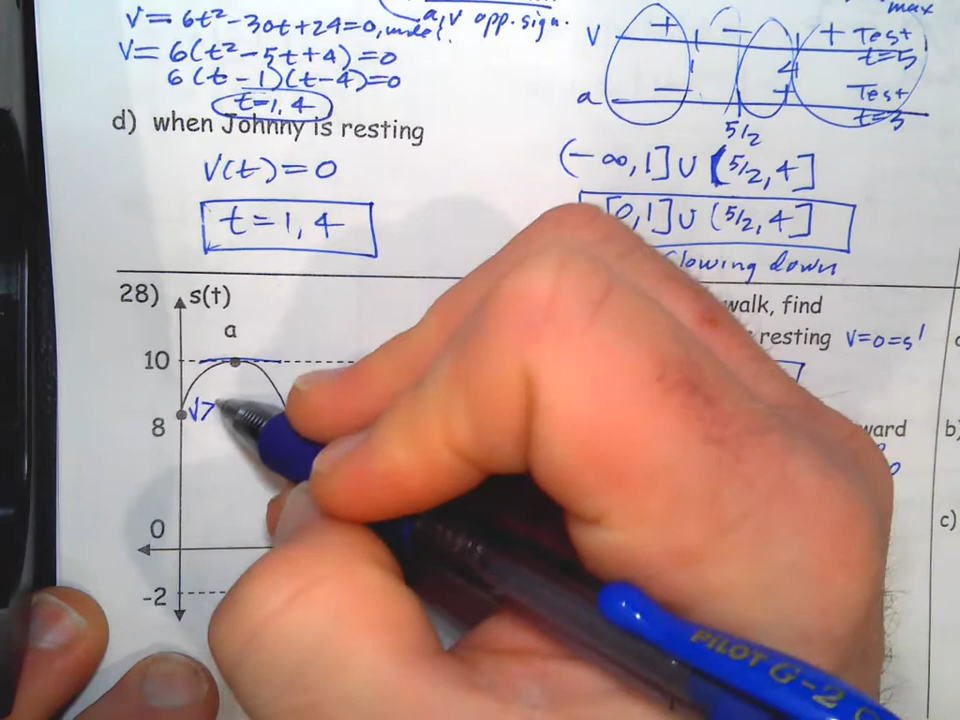 V = 6t² - 30t + 24 = 0, undef.
a, v opp. sign.
V = 6(t² - 5t + 4) = 0
6(t - 1)(t - 4) = 0
t = 1, 4
max
V + 1 - 4 + Test t=5
a - 5/2 + Test t=3
d) when Johnny is resting
V(t) = 0
t = 1, 4
(-∞, 1] ∪ (5/2, 4]
[0, 1] ∪ (5/2, 4]
Slowing down
28) s(t)
a
10
8
0
-2
walk, find
resting V=0=s'
ward
b)
c)
PILOT G-2